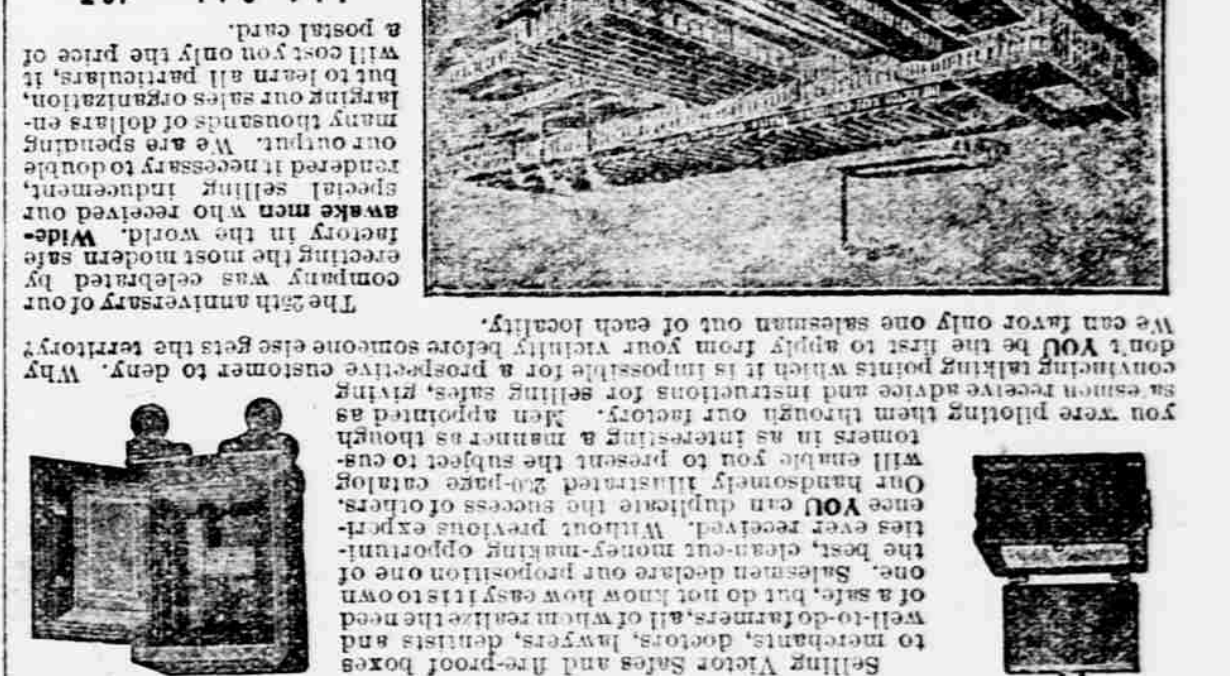 Selling Victor Safes and fire-proof boxes
to merchants, doctors, lawyers, dentists and
well-to-do farmers, all of whom realize the need
of a safe, but do not know how easy it is to own
one. Salesmen declare our proposition one of
the best, clean-cut money-making opportuni-
ties ever received. Without previous experi-
ence YOU can duplicate the success of others.
Our handsomely illustrated 200-page catalog
will enable you to present the subject to cus-
tomers in as interesting a manner as though
you were piloting them through our factory. Men appointed as
sa'esmen receive advice and instructions for selling safes, giving
convincing talking points which it is impossible for a prospective customer to deny. Why
don't YOU be the first to apply from your vicinity before someone else gets the territory?
We can favor only one salesman out of each locality.
The 25th anniversary of our
company was celebrated by
erecting the most modern safe
factory in the world. Wide-
awake men who received our
special selling inducement,
rendered it necessary to double
our output. We are spending
many thousands of dollars en-
larging our sales organization,
but to learn all particulars, it
will cost you only the price of
a postal card.